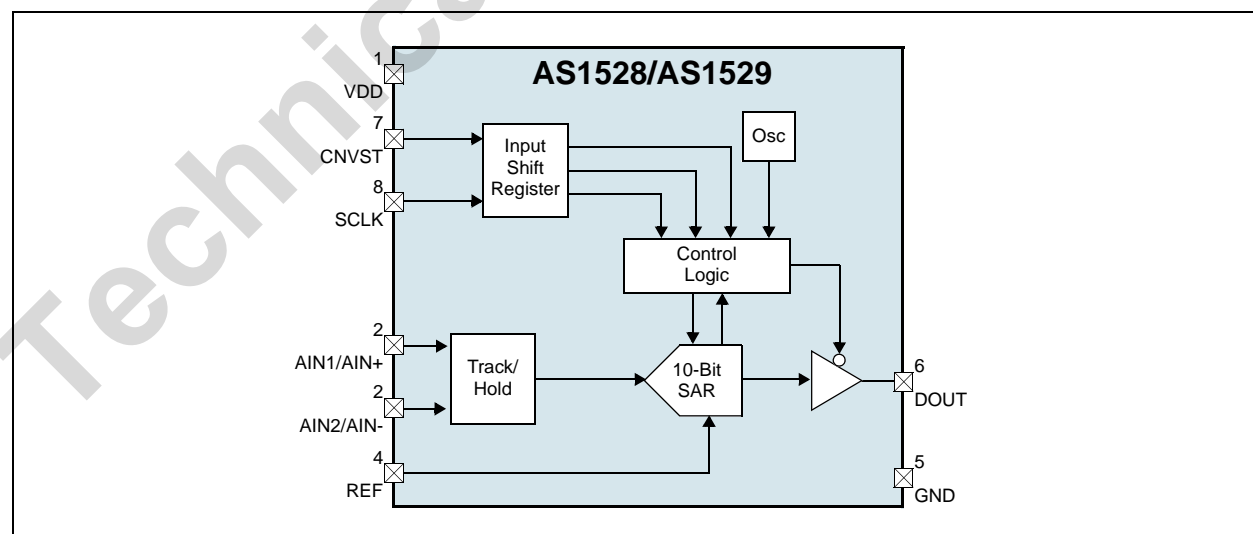 AS1528/AS1529
1
VDD
7
CNVST
8
SCLK
Input
Shift
Register
Osc
Control
Logic
2
AIN1/AIN+
2
AIN2/AIN-
Track/
Hold
10-Bit
SAR
6
DOUT
4
REF
5
GND
Technica